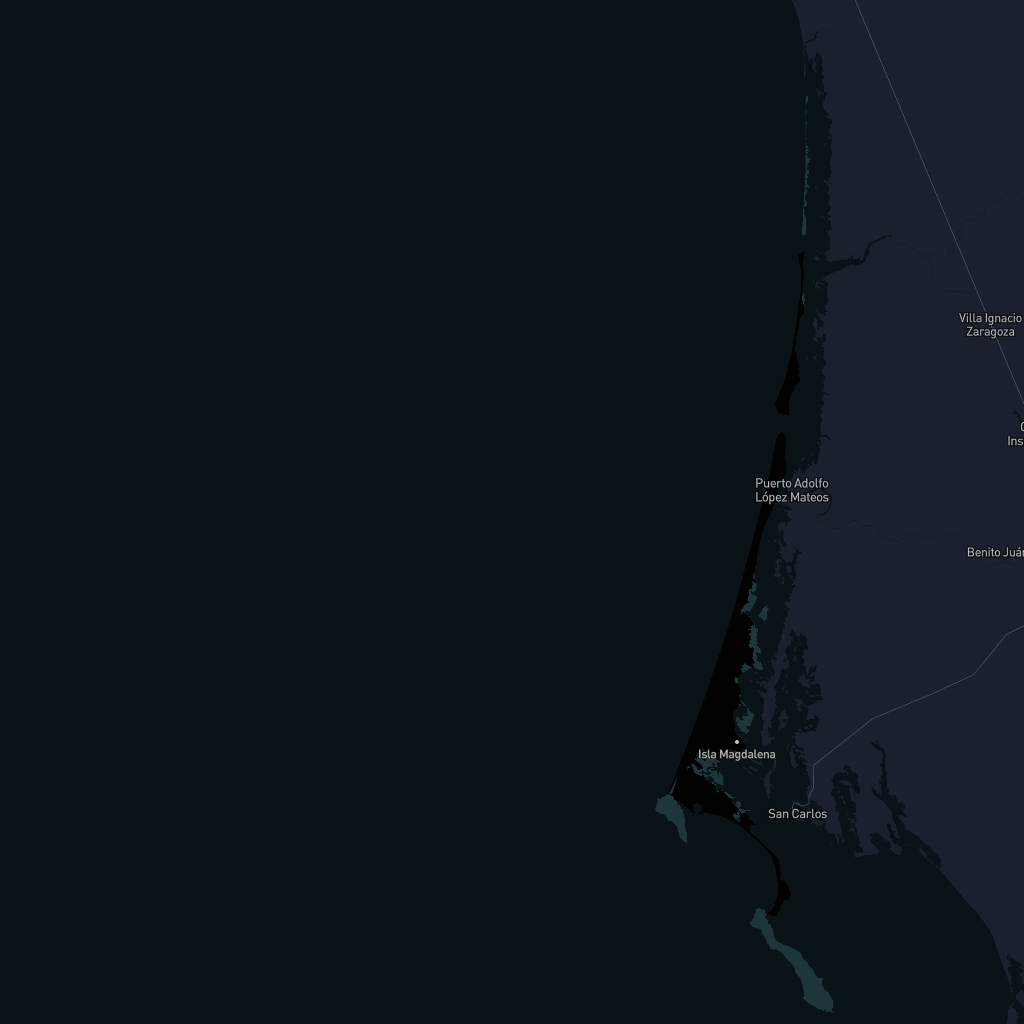 Villa Ignacio
Zaragoza
Ins
Puerto Adolfo
López Mateos
Benito Juár
Isla Magdalena
San Carlos